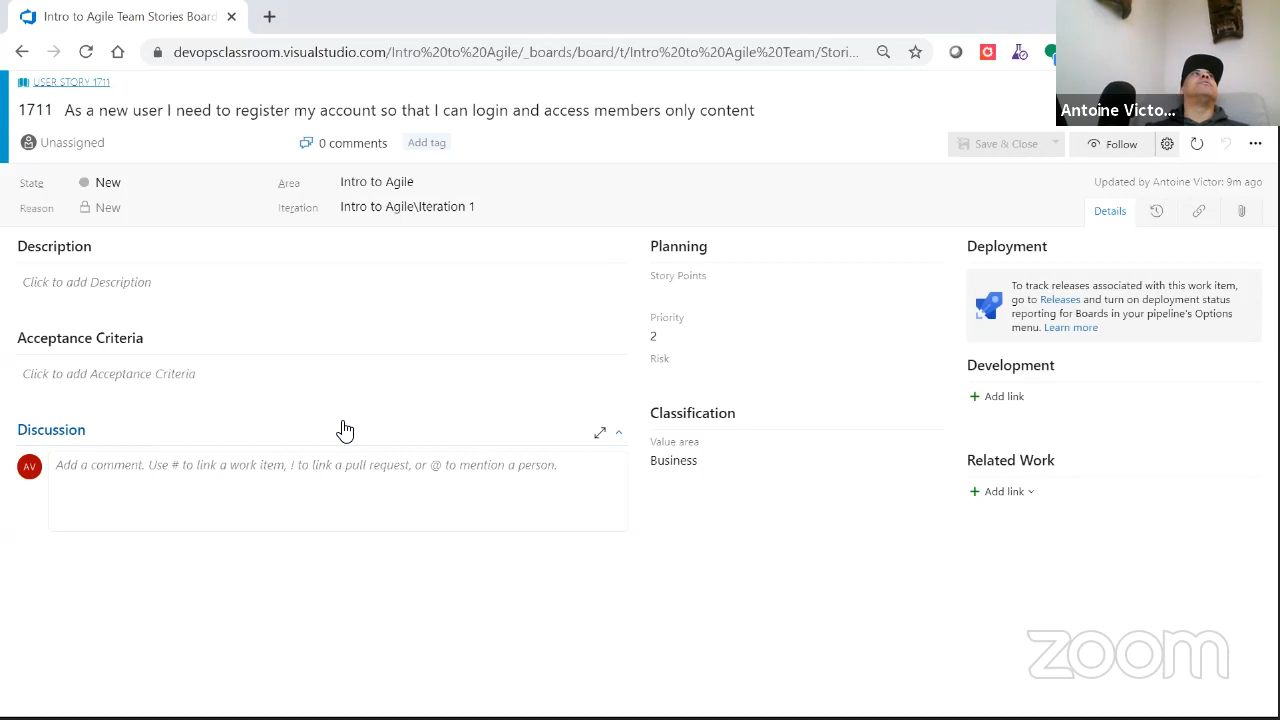 Intro to Agile Team Stories Board
devopsclassroom.visualstudio.com/Intro%20to%20Agile/_boards/board/t/Intro%20to%20Agile%20Team/Stori...
USER STORY 1711
1711 As a new user I need to register my account so that I can login and access members only content
Antoine Victo...
Unassigned
0 comments
Add tag
Save & Close
Follow
State
New
Area
Intro to Agile
Updated by Antoine Victor: 9m ago
Reason
New
Iteration
Intro to Agile\Iteration 1
Details
Description
Click to add Description
Acceptance Criteria
Click to add Acceptance Criteria
Discussion
AV
Add a comment. Use # to link a work item, ! to link a pull request, or @ to mention a person.
Planning
Story Points
Priority
2
Risk
Classification
Value area
Business
Deployment
To track releases associated with this work item,
go to Releases and turn on deployment status
reporting for Boards in your pipeline's Options
menu. Learn more
Development
Add link
Related Work
Add link
zoom